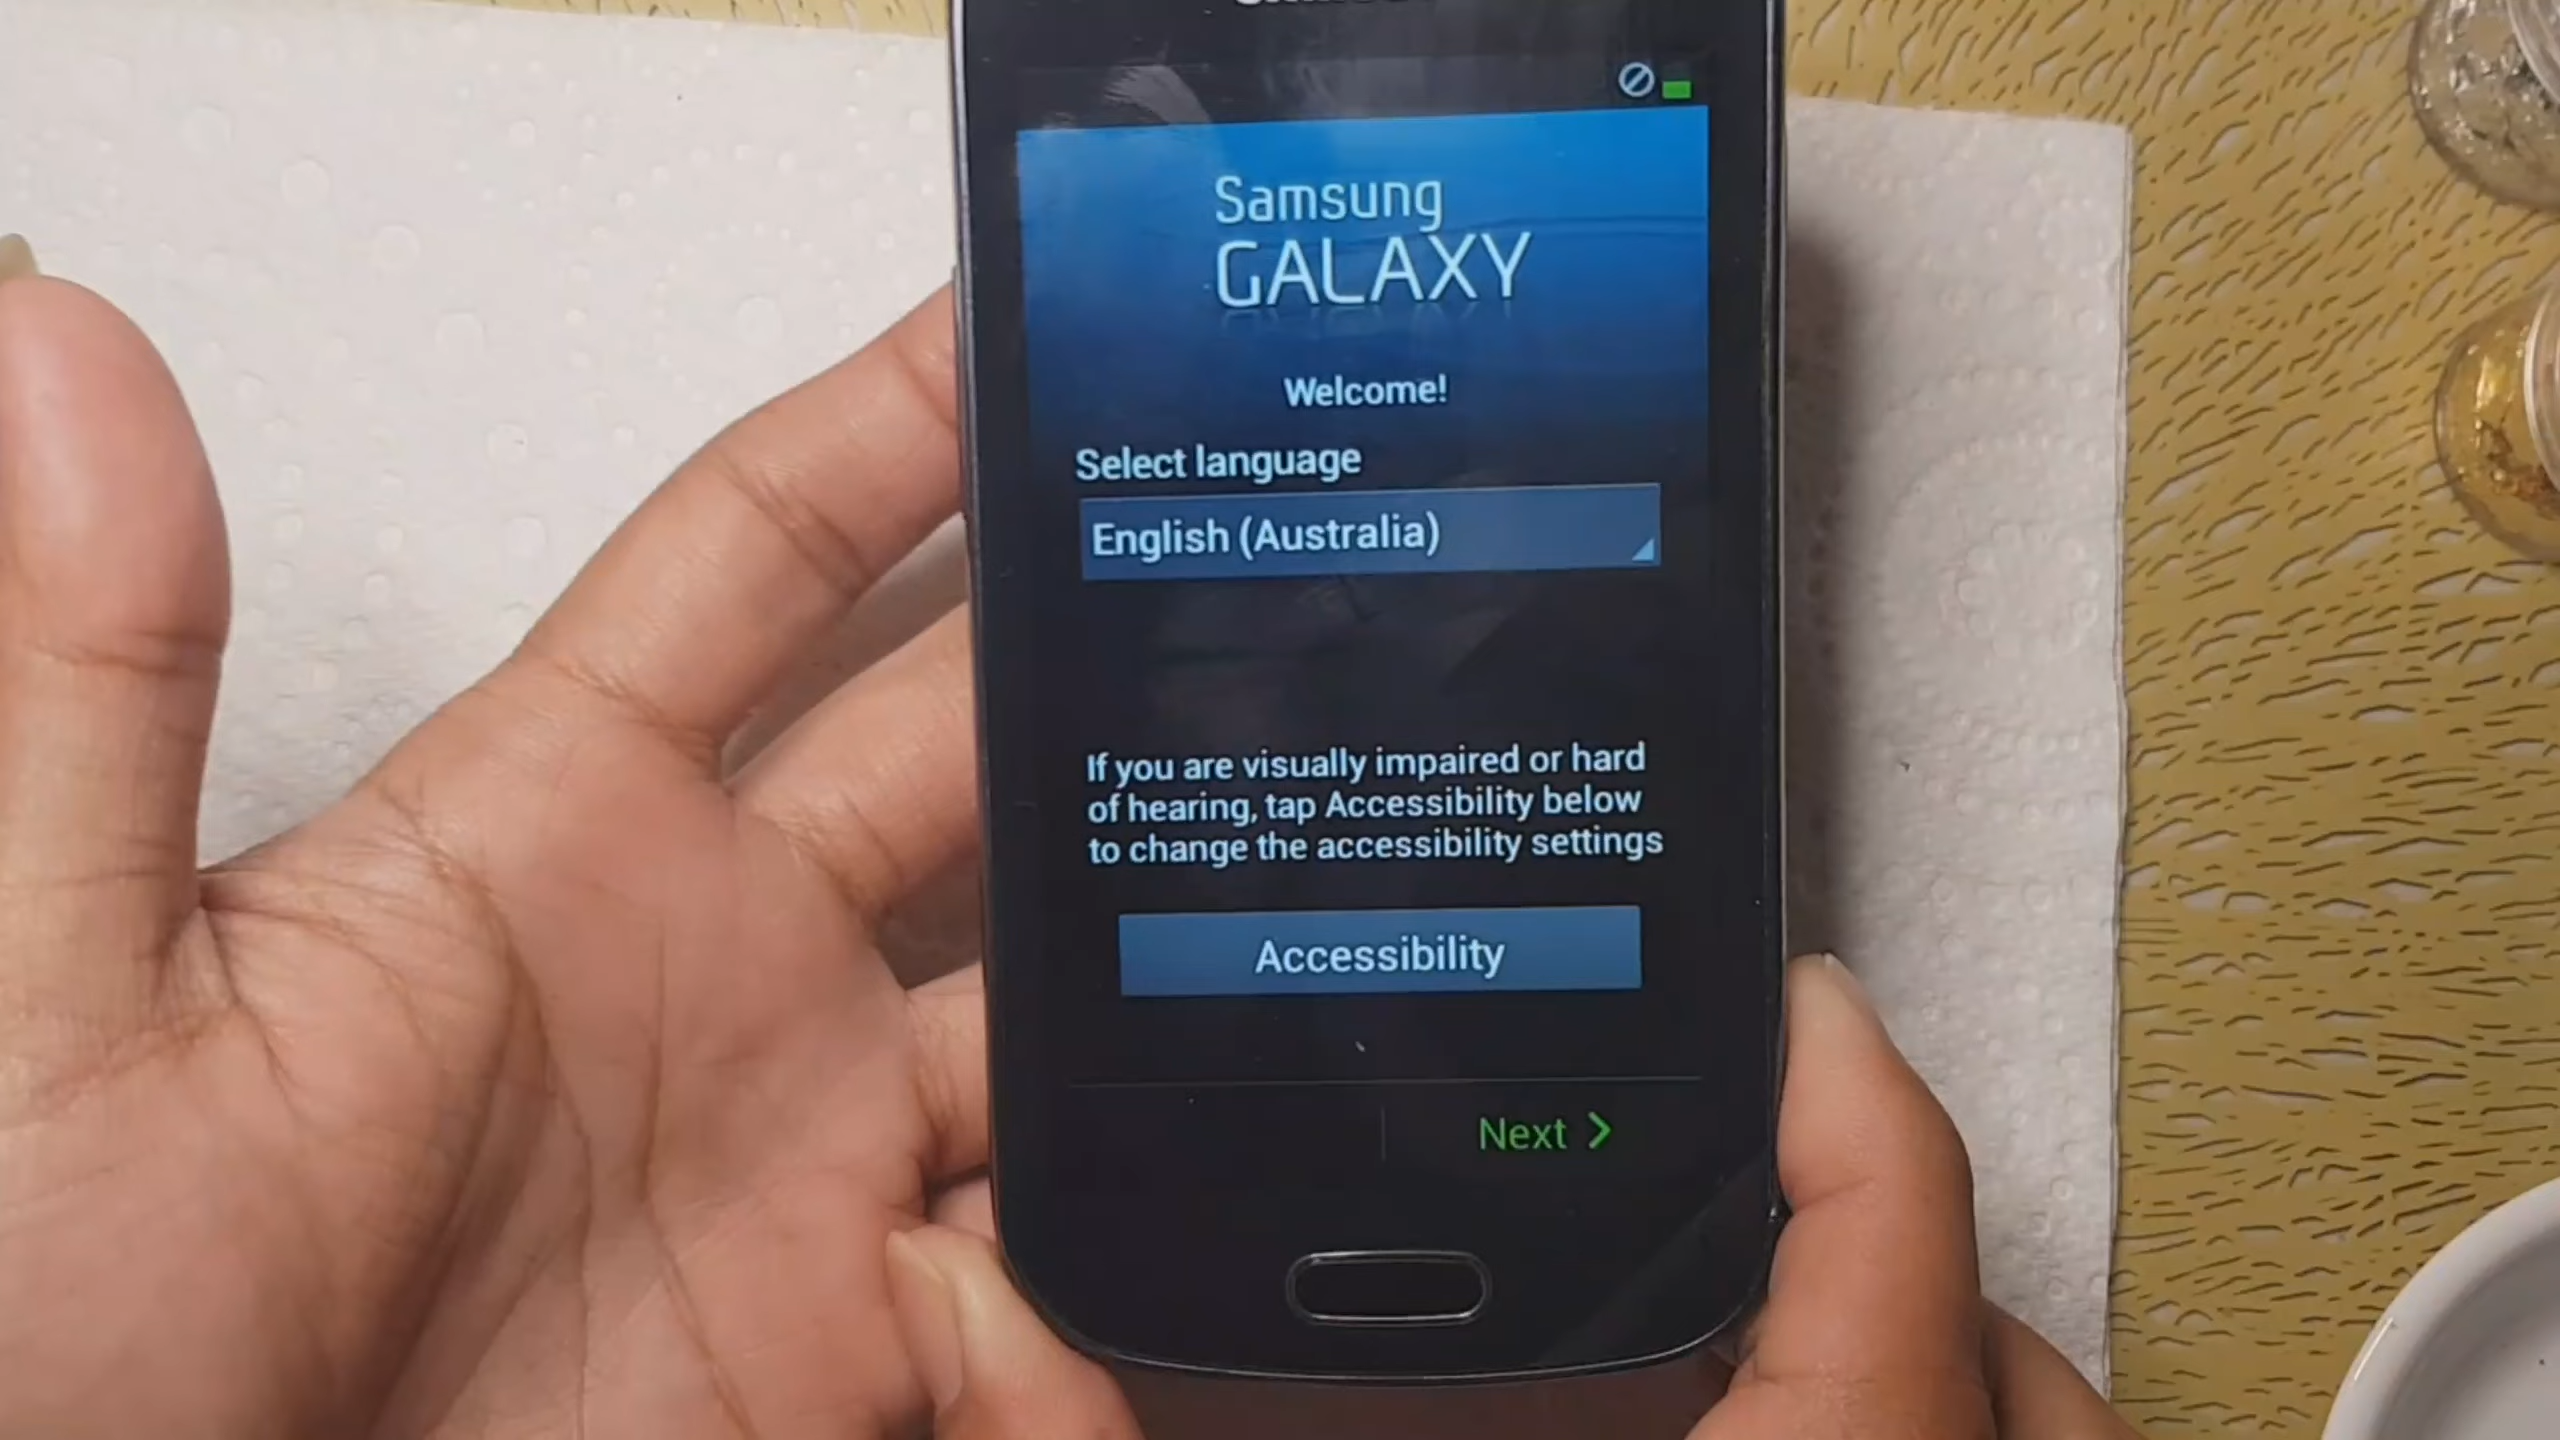 Samsung
GALAXY
Welcome!
Select language
English (Australia)
If you are visually impaired or hard
of hearing, tap Accessibility below
to change the accessibility settings
Accessibility
Next